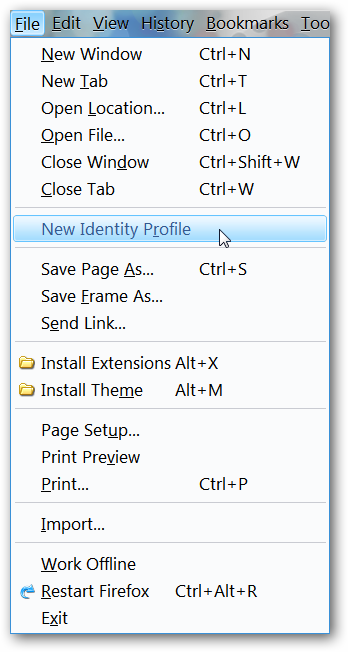 File Edit View History Bookmarks Too
New Window Ctrl+N
New Tab Ctrl+T
Open Location... Ctrl+L
Open File... Ctrl+O
Close Window Ctrl+Shift+W
Close Tab Ctrl+W
New Identity Profile
Save Page As... Ctrl+S
Save Frame As...
Send Link...
Install Extensions Alt+X
Install Theme Alt+M
Page Setup...
Print Preview
Print... Ctrl+P
Import...
Work Offline
Restart Firefox Ctrl+Alt+R
Exit